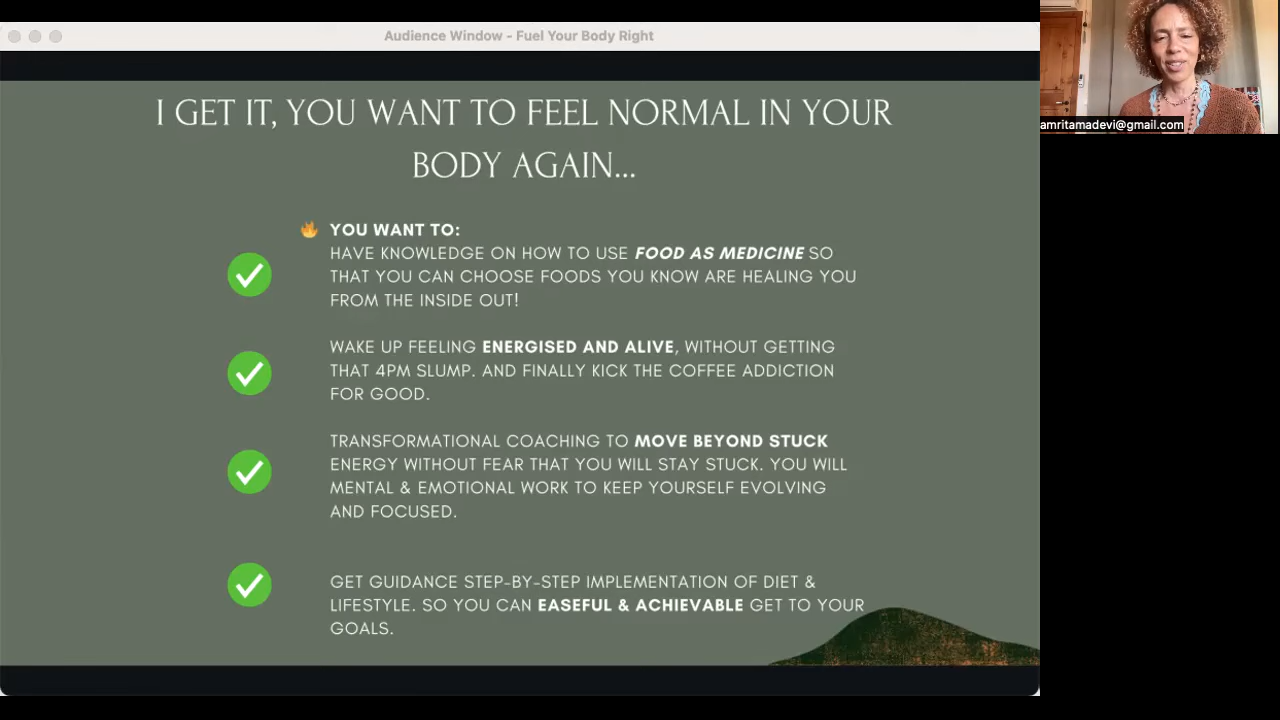 Audience Window - Fuel Your Body Right
I GET IT, YOU WANT TO FEEL NORMAL IN YOUR
BODY AGAIN...
YOU WANT TO:
HAVE KNOWLEDGE ON HOW TO USE FOOD AS MEDICINE SO
THAT YOU CAN CHOOSE FOODS YOU KNOW ARE HEALING YOU
FROM THE INSIDE OUT!
WAKE UP FEELING ENERGISED AND ALIVE, WITHOUT GETTING
THAT 4PM SLUMP. AND FINALLY KICK THE COFFEE ADDICTION
FOR GOOD.
TRANSFORMATIONAL COACHING TO MOVE BEYOND STUCK
ENERGY WITHOUT FEAR THAT YOU WILL STAY STUCK. YOU WILL
MENTAL & EMOTIONAL WORK TO KEEP YOURSELF EVOLVING
AND FOCUSED.
GET GUIDANCE STEP-BY-STEP IMPLEMENTATION OF DIET &
LIFESTYLE. SO YOU CAN EASEFUL & ACHIEVABLE GET TO YOUR
GOALS.
amritamadevi@gmail.com